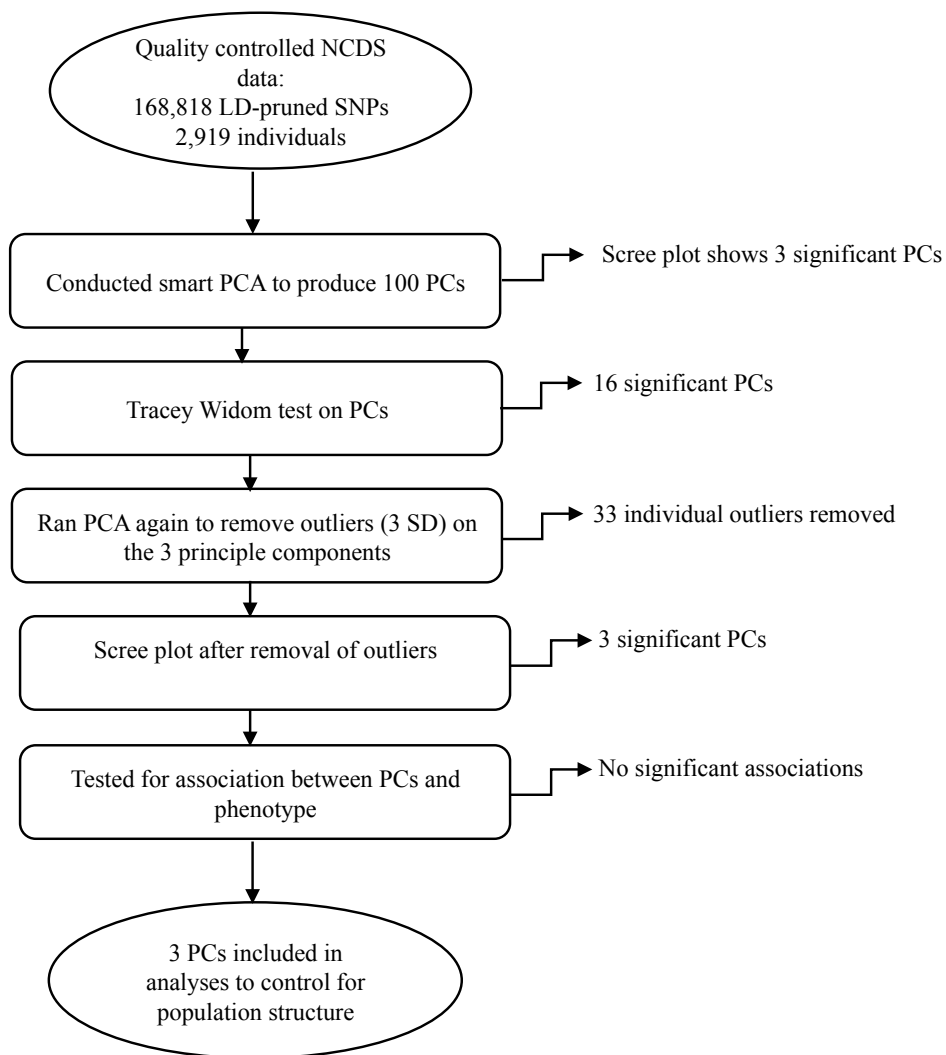 Quality controlled NCDS
data:
168,818 LD-pruned SNPs
2,919 individuals
Conducted smart PCA to produce 100 PCs
Scree plot shows 3 significant PCs
Tracey Widom test on PCs
16 significant PCs
Ran PCA again to remove outliers (3 SD) on
the 3 principle components
33 individual outliers removed
Scree plot after removal of outliers
3 significant PCs
Tested for association between PCs and
phenotype
No significant associations
3 PCs included in
analyses to control for
population structure